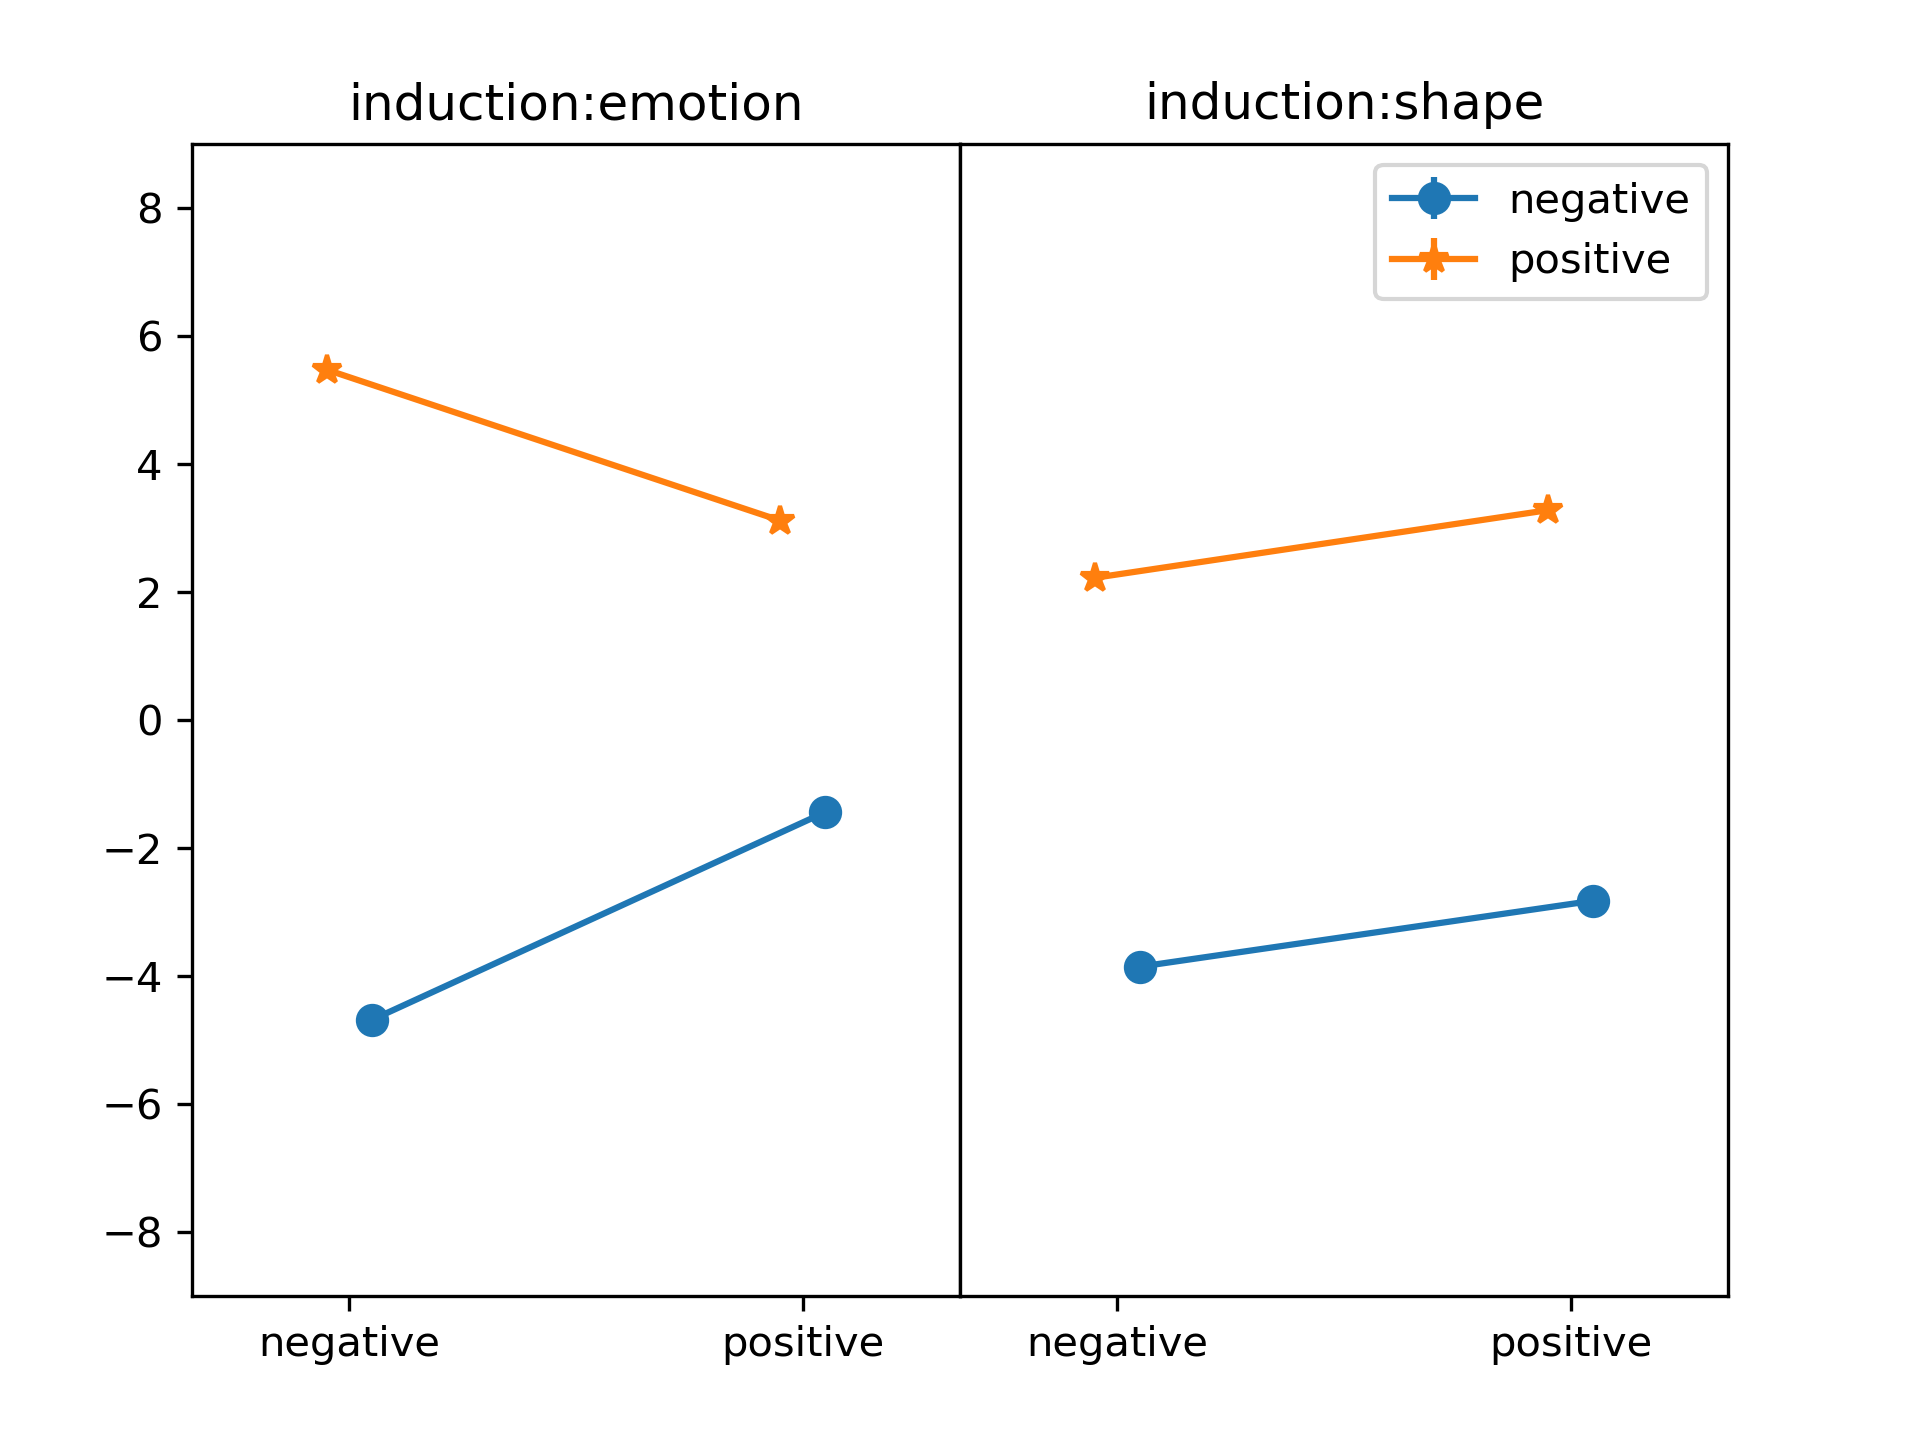 induction:emotion
induction:shape
negative
positive
8
6
4
2
0
−2
−4
−6
−8
negative
positive
negative
positive